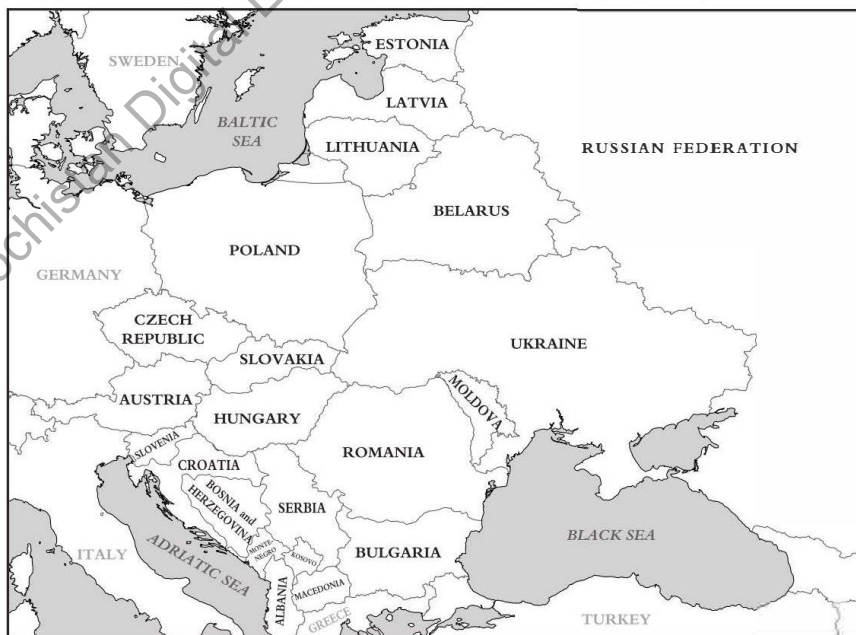 ochistan Digital
SWEDEN
ESTONIA
LATVIA
BALTIC
SEA
LITHUANIA
RUSSIAN FEDERATION
BELARUS
POLAND
GERMANY
CZECH
REPUBLIC
UKRAINE
SLOVAKIA
MOLDOVA
AUSTRIA
HUNGARY
SLOVENIA
ROMANIA
CROATIA
BOSNIA and
HERZEGOVINA
SERBIA
BLACK SEA
ADRIATIC SEA
ITALY
MONTE-
NEGRO
KOSOVO
BULGARIA
ALBANIA
MACEDONIA
GREECE
TURKEY